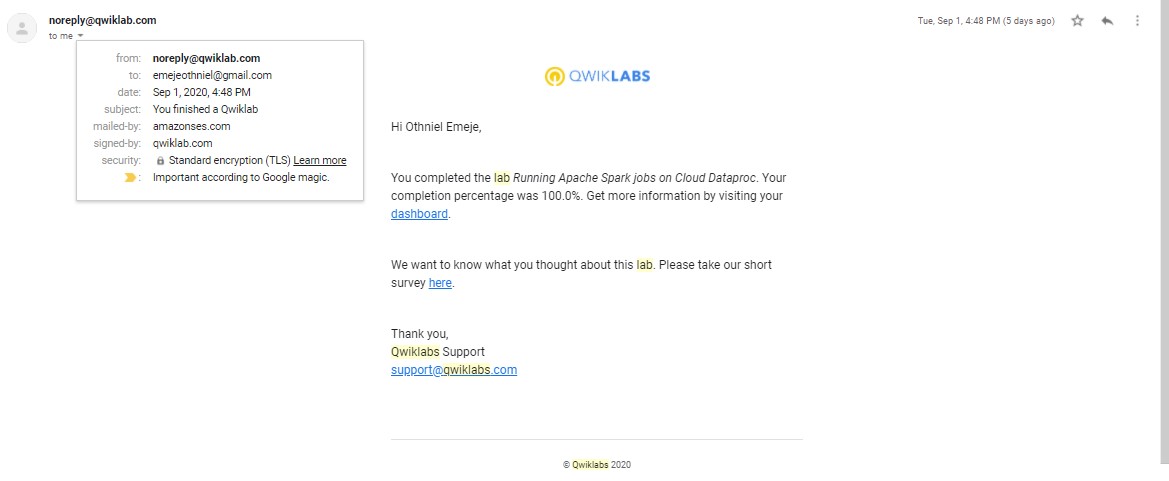 noreply@qwiklab.com
Tue, Sep 1, 4:48 PM (5 days ago)
to me
from: noreply@qwiklab.com
to: emejeothniel@gmail.com
date: Sep 1, 2020, 4:48 PM
subject: You finished a Qwiklab
mailed-by: amazonses.com
signed-by: qwiklab.com
security: Standard encryption (TLS) Learn more
: Important according to Google magic.
QWIKLABS
Hi Othniel Emeje,
You completed the lab Running Apache Spark jobs on Cloud Dataproc. Your
completion percentage was 100.0%. Get more information by visiting your
dashboard.
We want to know what you thought about this lab. Please take our short
survey here.
Thank you,
Qwiklabs Support
support@qwiklabs.com
© Qwiklabs 2020